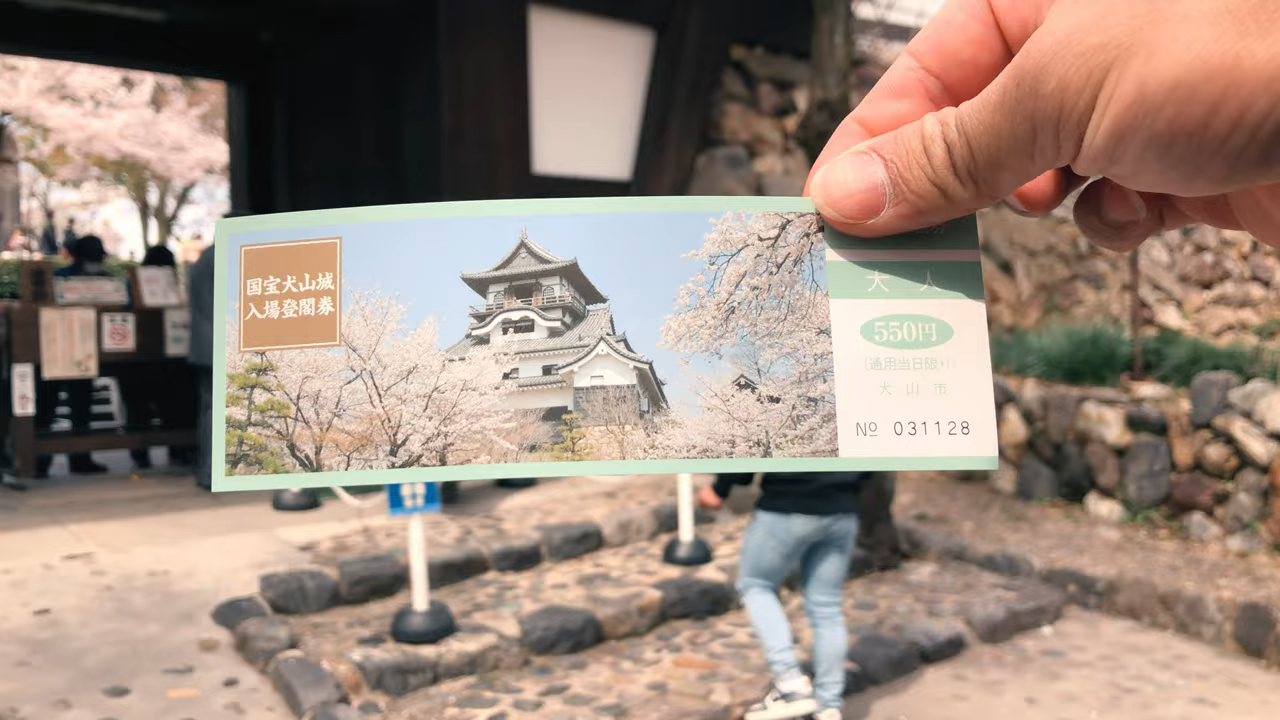 国宝犬山城
入場登閣券
大人
550円
(通用当日限り)
犬山市
№ 031128